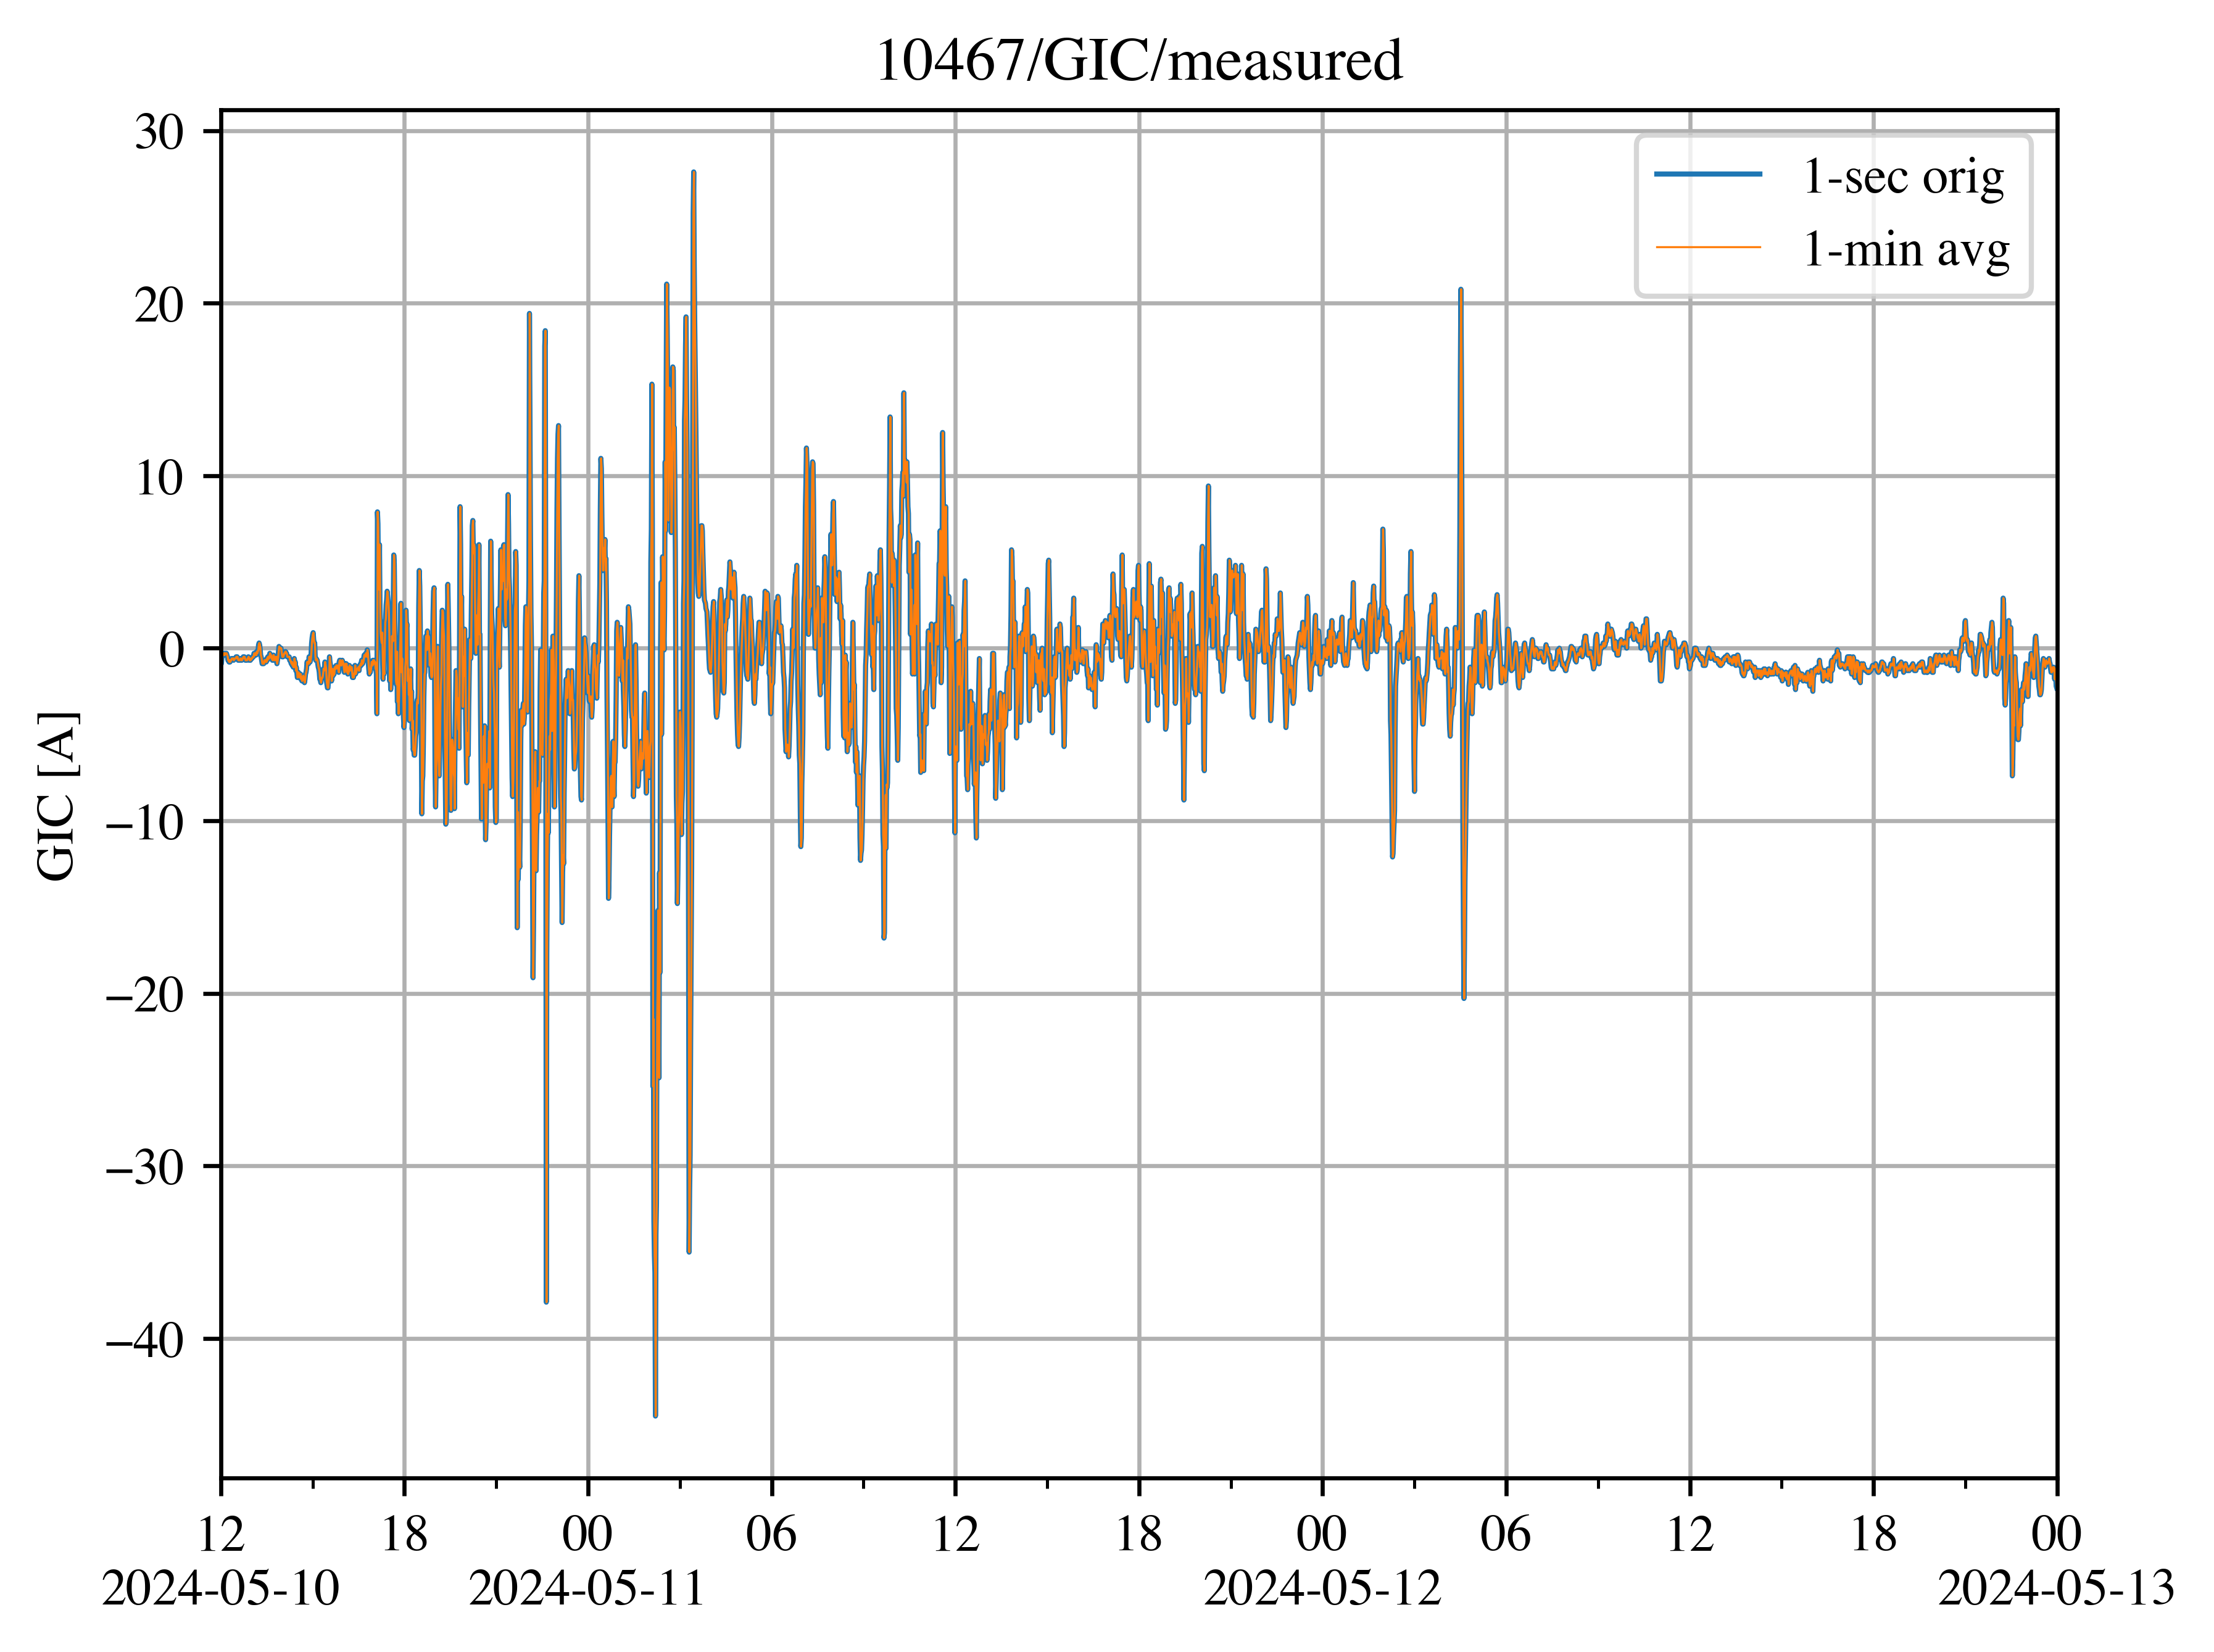 10467/GIC/measured
30
20
10
0
−10
−20
−30
−40
GIC [A]
1-sec orig
1-min avg
12 18 00 06 12 18 00 06 12 18 00
2024-05-10 2024-05-11 2024-05-12 2024-05-13